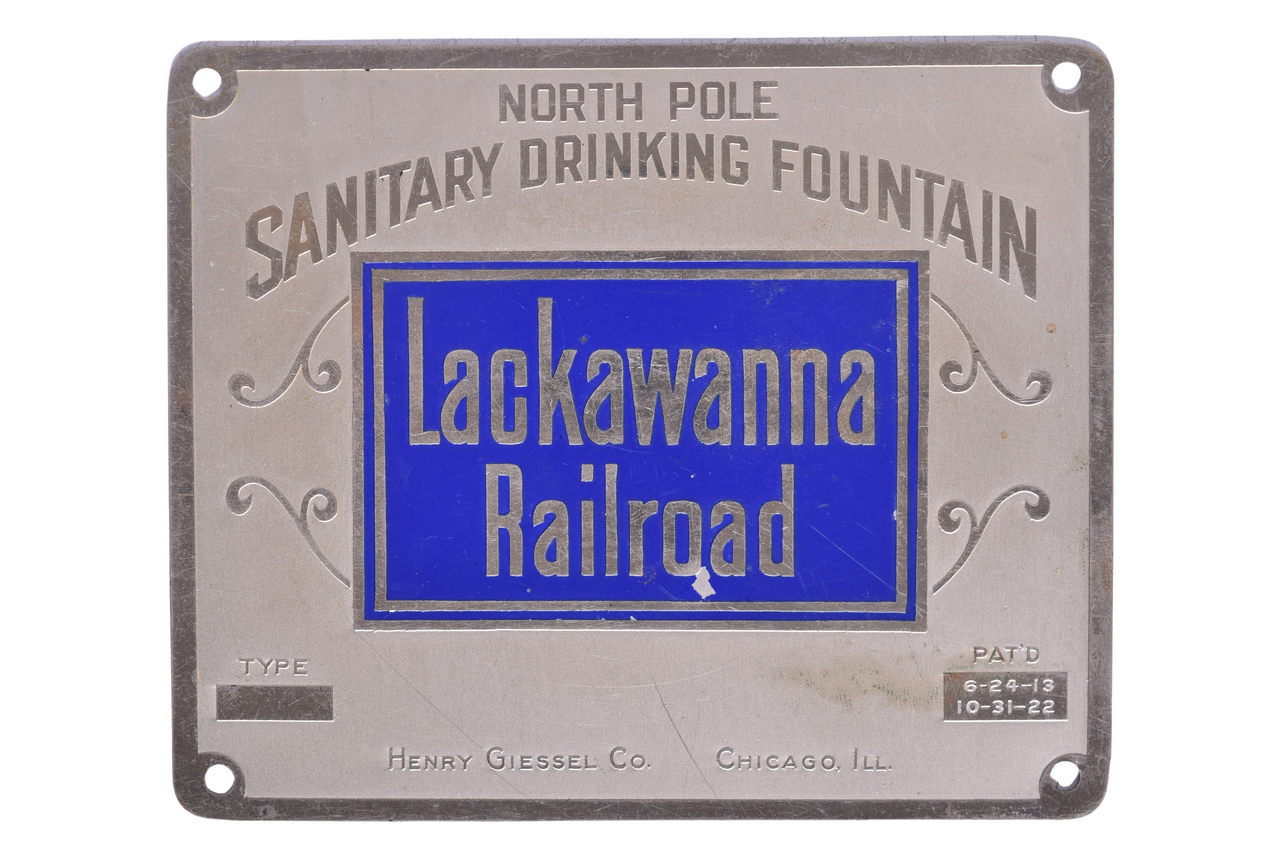 NORTH POLE
SANITARY DRINKING FOUNTAIN
Lackawanna
Railroad
TYPE
PAT'D
6-24-13
10-31-22
HENRY GIESSEL CO. CHICAGO, ILL.